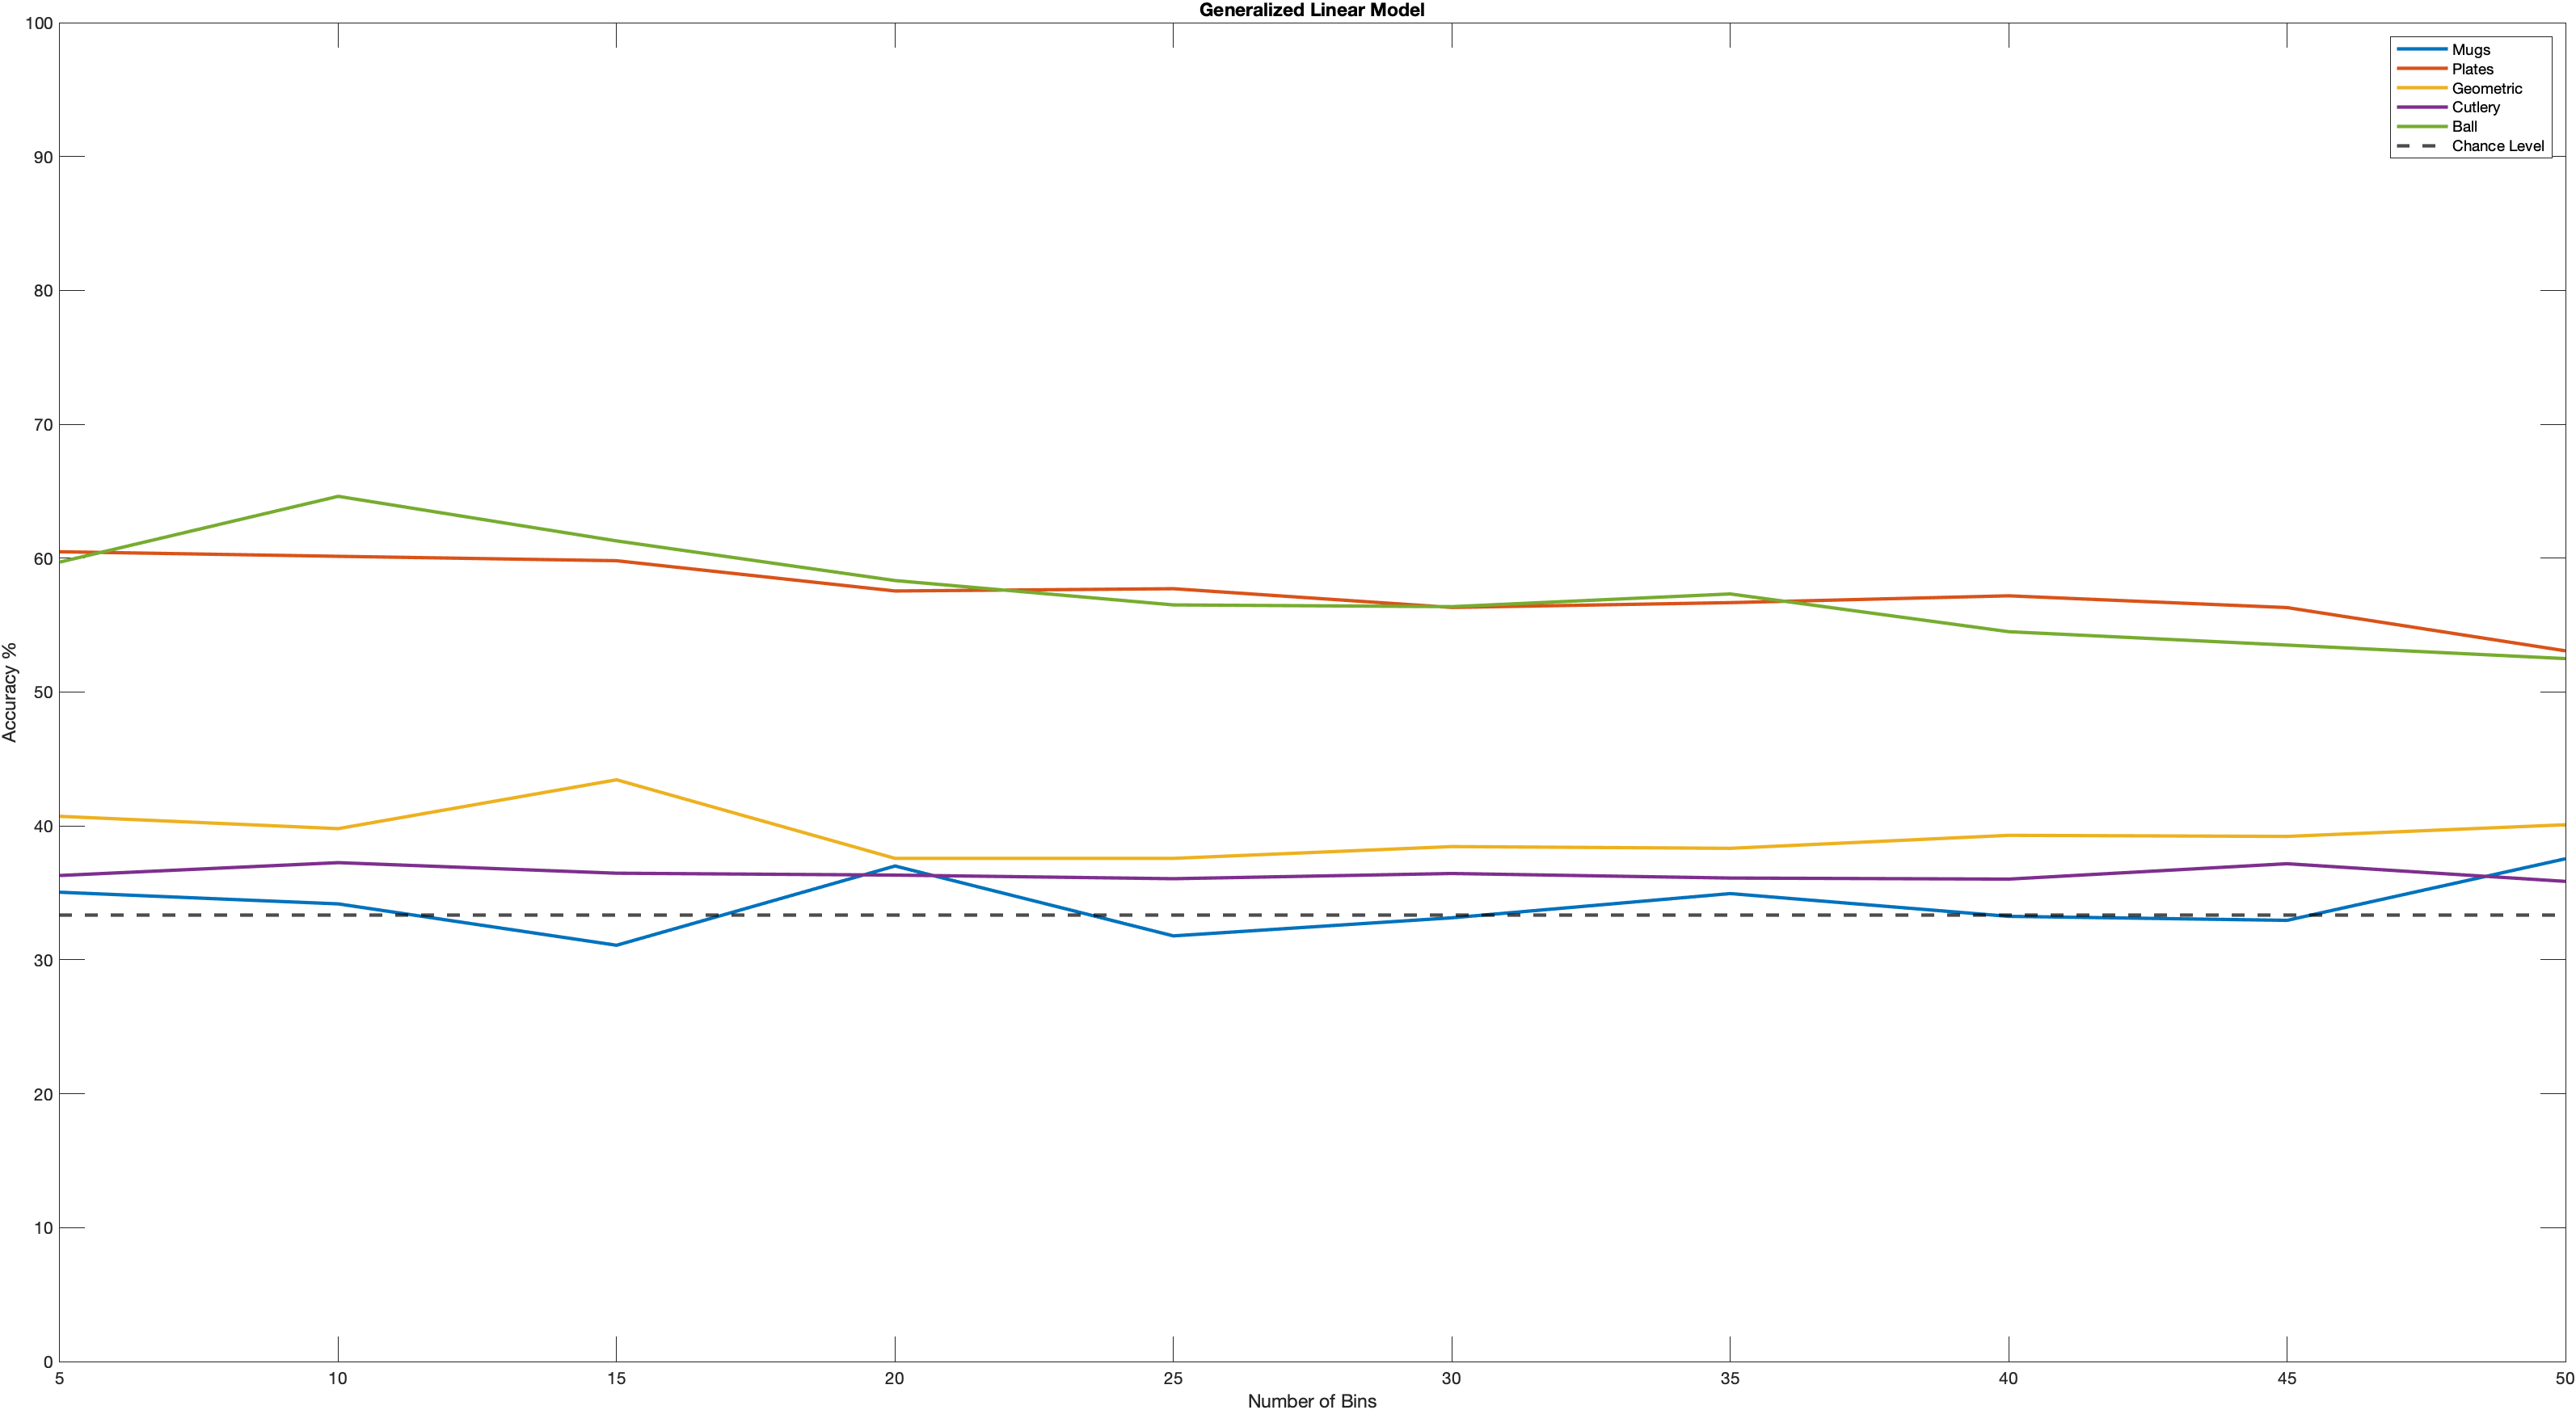 Generalized Linear Model
100
90
80
70
60
50
40
30
20
10
0
Accuracy %
Mugs
Plates
Geometric
Cutlery
Ball
Chance Level
5 10 15 20 25 30 35 40 45 50
Number of Bins